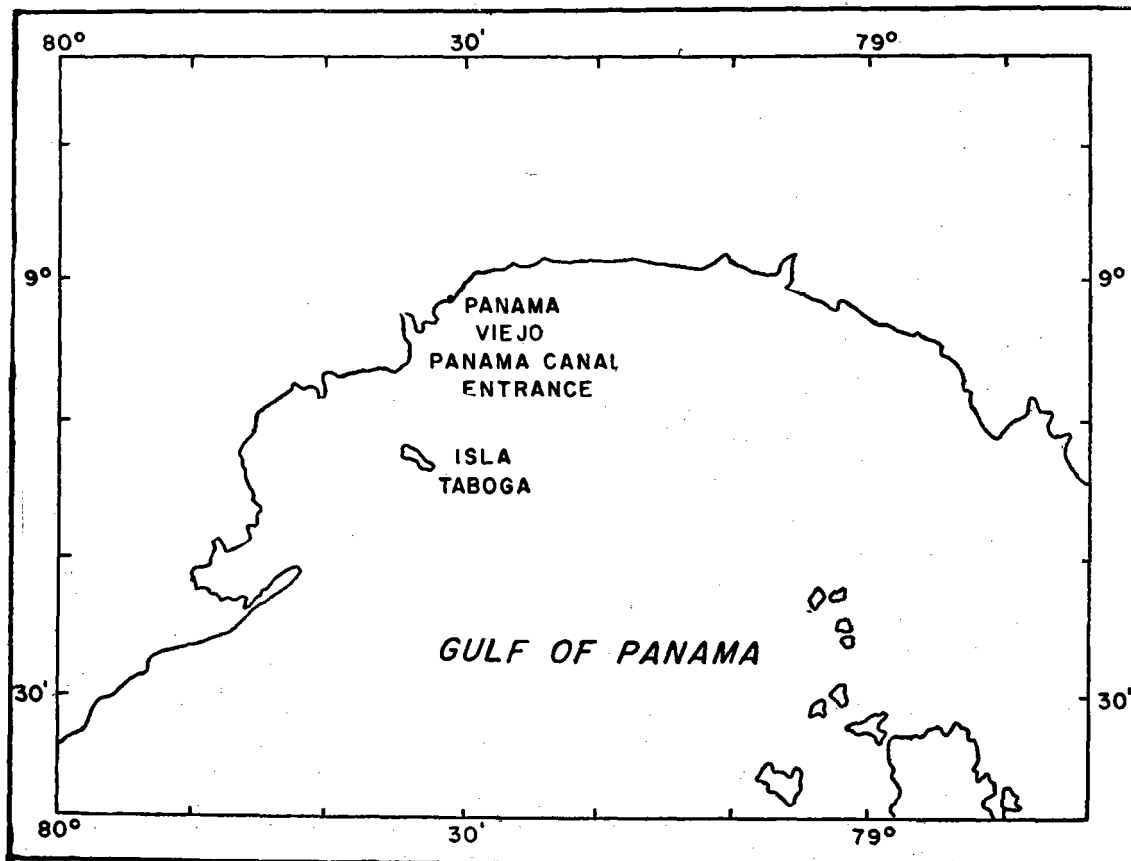 80° 30' 79°
9° 9°
PANAMA
VIEJO
PANAMA CANAL
ENTRANCE
ISLA
TABOGA
GULF OF PANAMA
30' 30'
80° 30' 79°